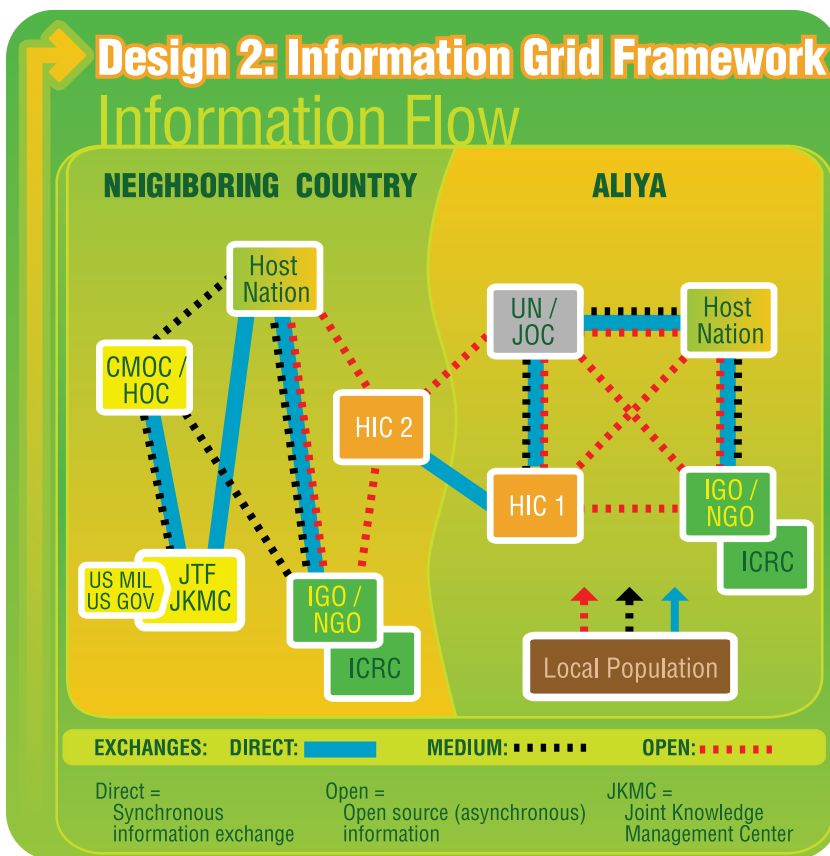 Design 2: Information Grid Framework
Information Flow
NEIGHBORING COUNTRY
ALIYA
Host
Nation
CMOC /
HOC
HIC 2
US MIL
US GOV
JTF
JKMC
IGO /
NGO
ICRC
UN /
JOC
Host
Nation
HIC 1
IGO /
NGO
ICRC
Local Population
EXCHANGES: DIRECT: MEDIUM: OPEN:
Direct =
Synchronous
information exchange
Open =
Open source (asynchronous)
information
JKMC =
Joint Knowledge
Management Center